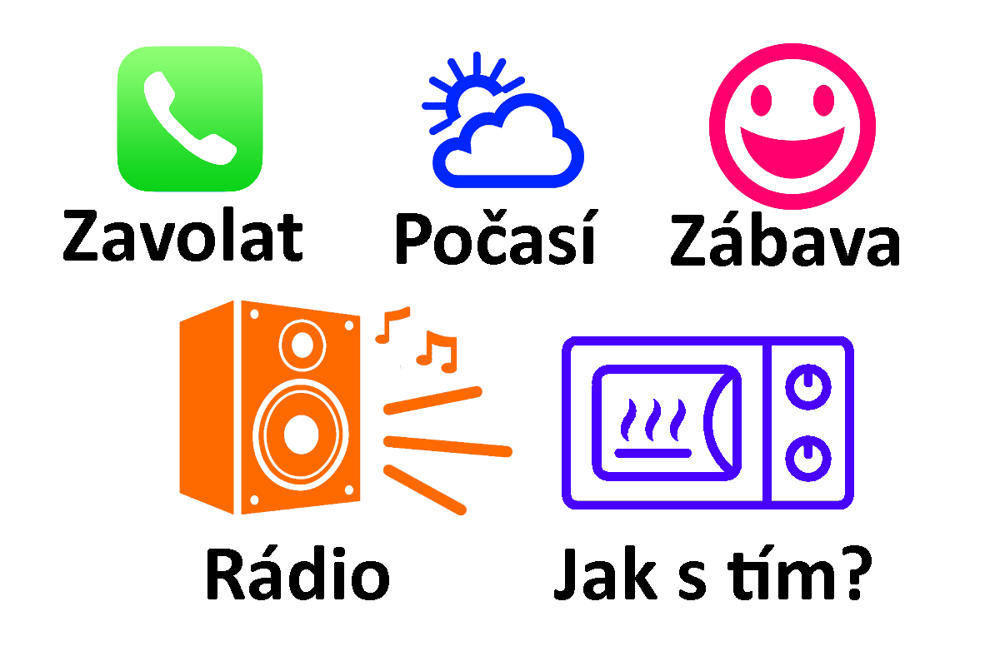 Zavolat
Počasí
Zábava
Rádio
Jak s tím?